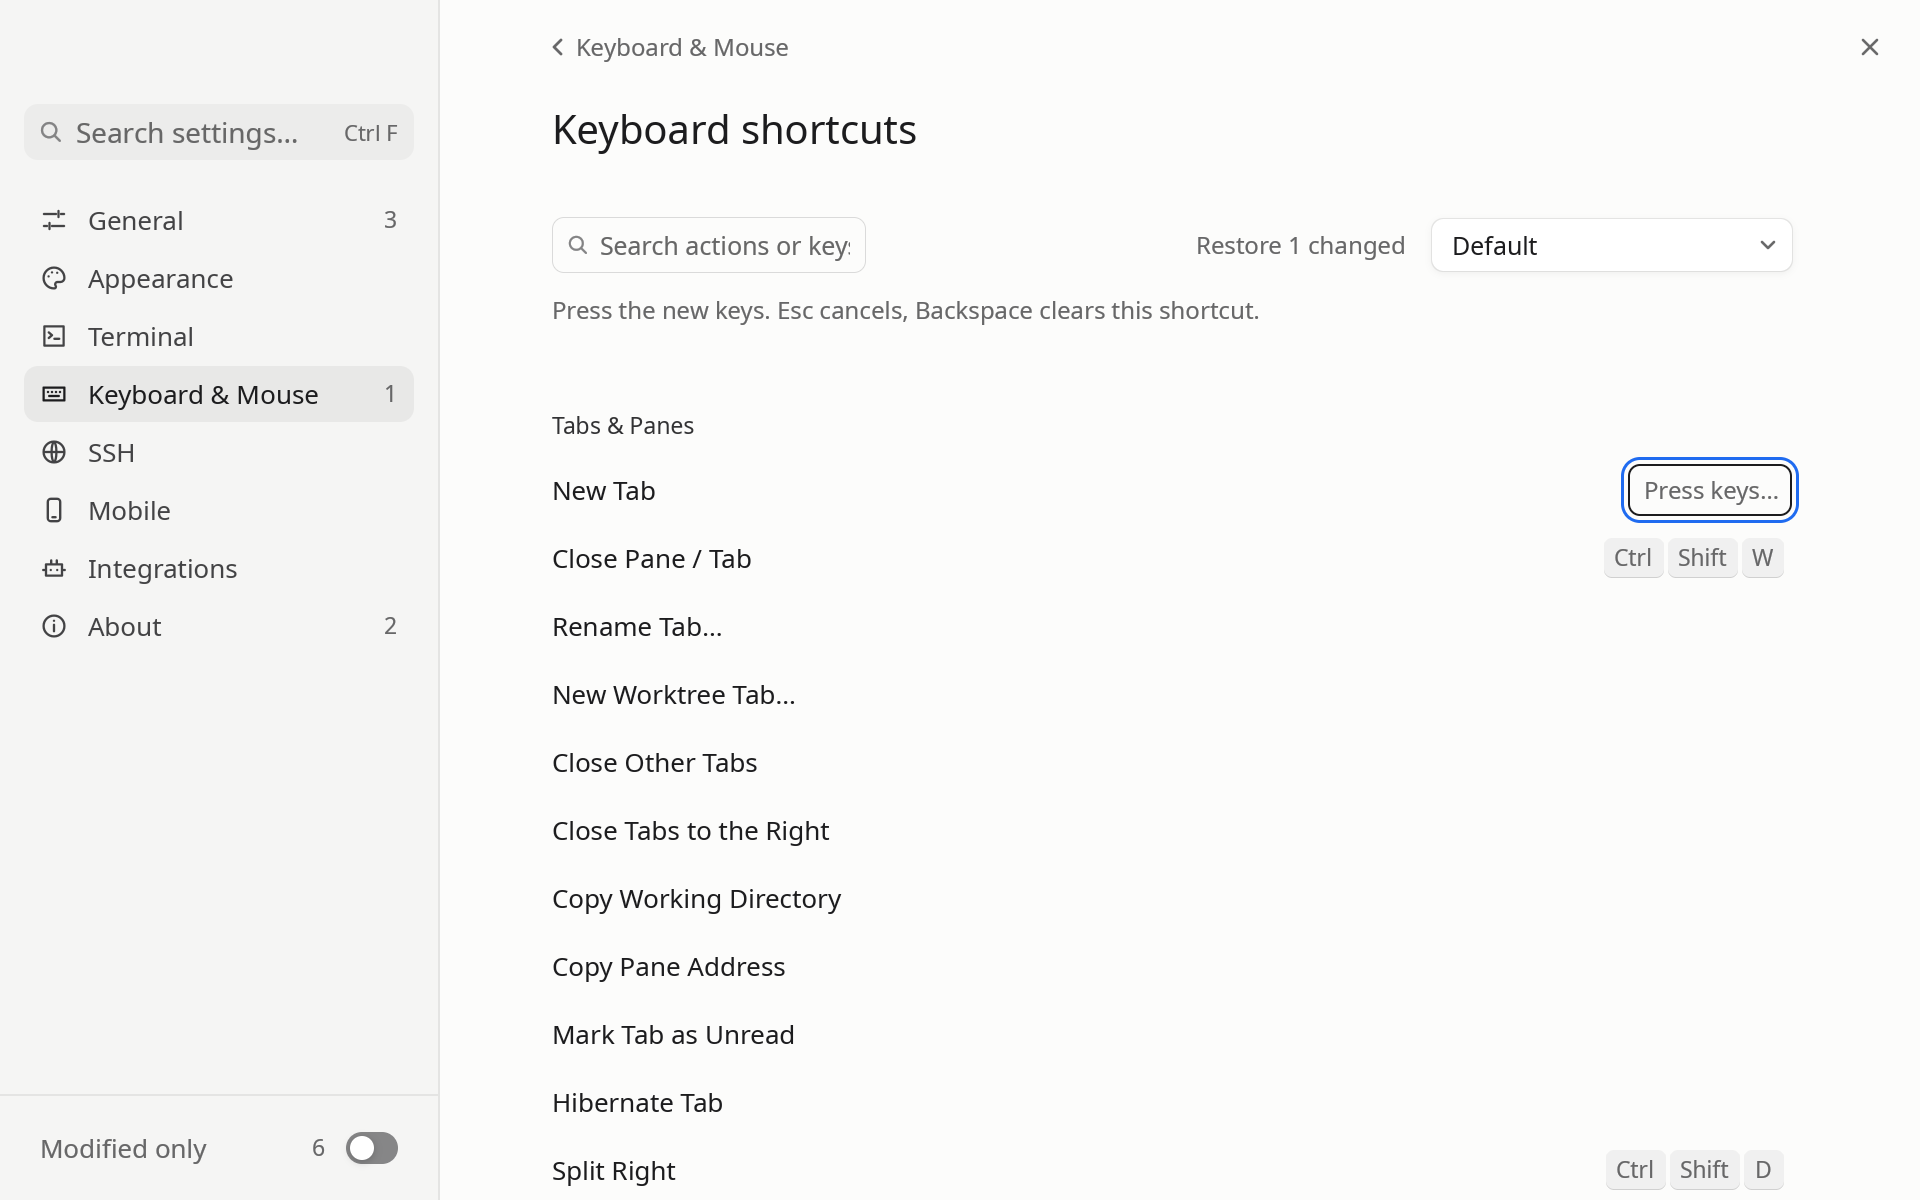 Keyboard & Mouse
Keyboard shortcuts
Search settings... Ctrl F
General 3
Appearance
Terminal
Keyboard & Mouse 1
SSH
Mobile
Integrations
About 2
Modified only 6
Search actions or keys
Restore 1 changed
Default
Press the new keys. Esc cancels, Backspace clears this shortcut.
Tabs & Panes
New Tab Press keys...
Close Pane / Tab Ctrl Shift W
Rename Tab...
New Worktree Tab...
Close Other Tabs
Close Tabs to the Right
Copy Working Directory
Copy Pane Address
Mark Tab as Unread
Hibernate Tab
Split Right Ctrl Shift D